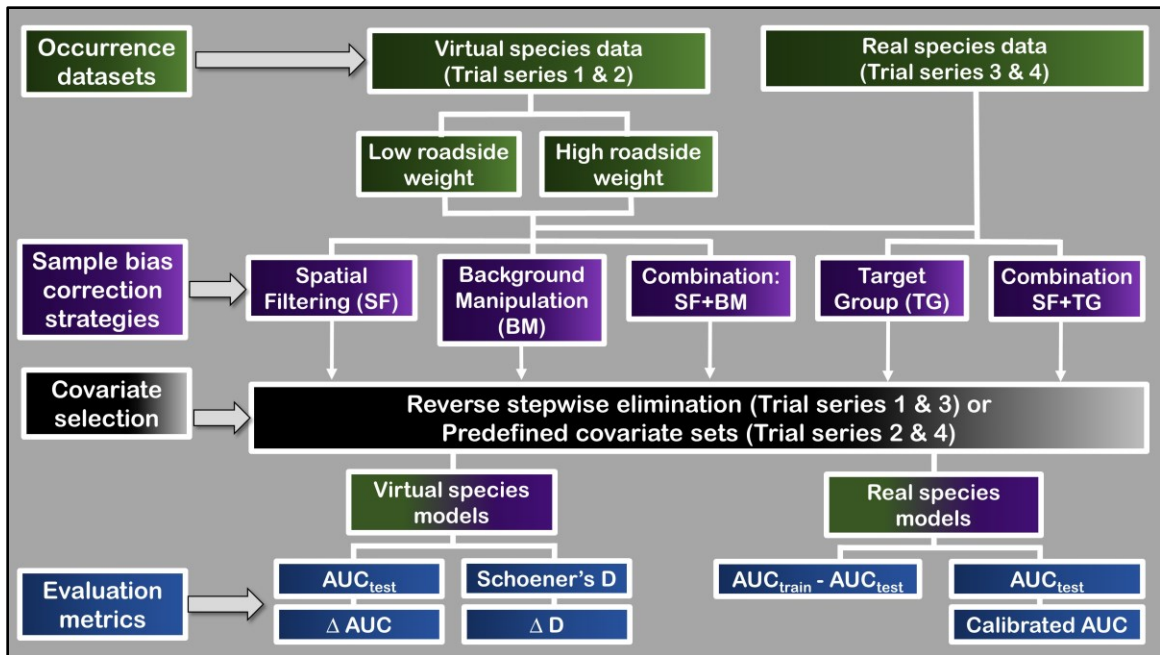 Occurrence
datasets
Virtual species data
(Trial series 1 & 2)
Real species data
(Trial series 3 & 4)
Low roadside
weight
High roadside
weight
Sample bias
correction
strategies
Spatial
Filtering (SF)
Background
Manipulation
(BM)
Combination:
SF+BM
Target
Group (TG)
Combination
SF+TG
Covariate
selection
Reverse stepwise elimination (Trial series 1 & 3) or
Predefined covariate sets (Trial series 2 & 4)
Virtual species
models
Real species
models
Evaluation
metrics
AUCtest
Schoener's D
AUCtrain - AUCtest
AUCtest
Δ AUC
Δ D
Calibrated AUC